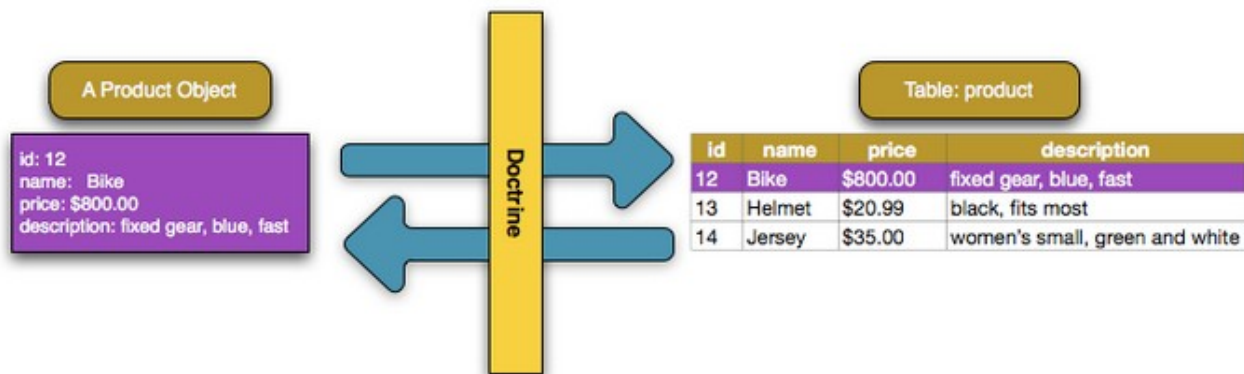 A Product Object
id: 12
name: Bike
price: $800.00
description: fixed gear, blue, fast
Doctrine
Table: product
id name price description
12 Bike $800.00 fixed gear, blue, fast
13 Helmet $20.99 black, fits most
14 Jersey $35.00 women's small, green and white